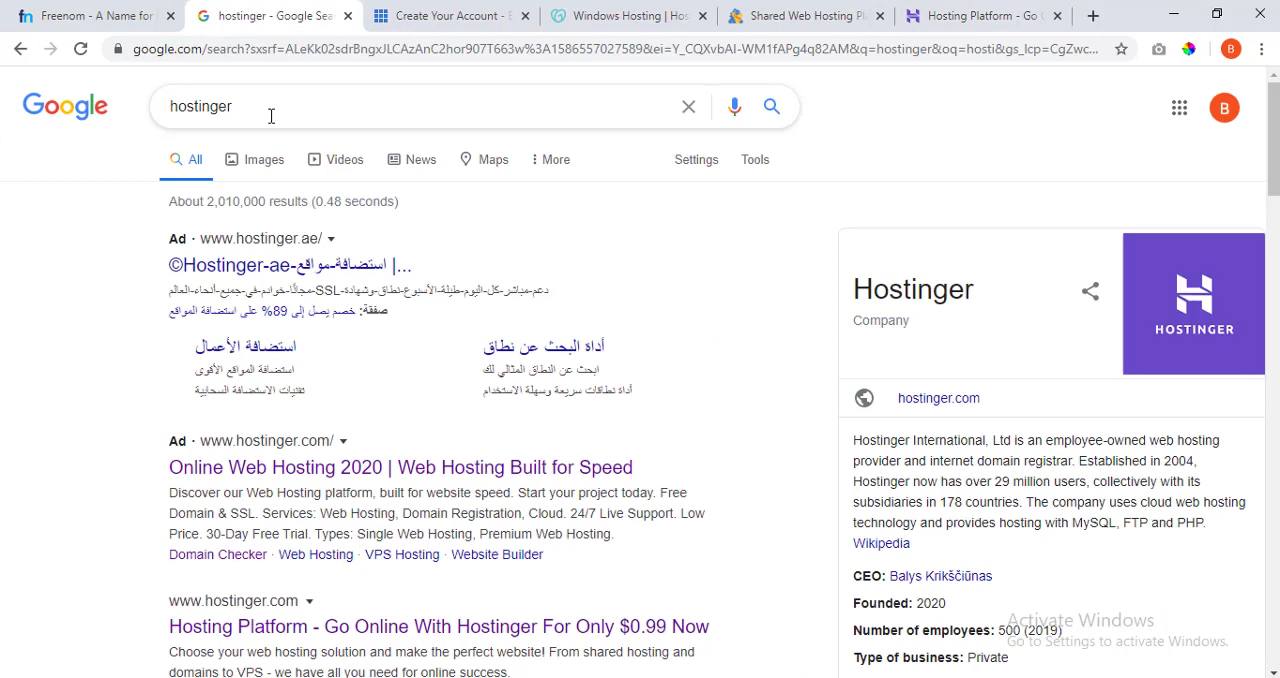 Freenom - A Name for
hostinger - Google Sea
Create Your Account - E
Windows Hosting | Hos
Shared Web Hosting Pl
Hosting Platform - Go O
google.com/search?sxsrf=ALeKk02sdrBngxJLCAzAnC2hor907T663w%3A1586557027589&ei=Y_CQXvbAI-WM1fAPg4q82AM&q=hostinger&oq=hosti&gs_lcp=CgZwc...
B
Google
hostinger
B
All
Images
Videos
News
Maps
More
Settings
Tools
About 2,010,000 results (0.48 seconds)
Ad · www.hostinger.ae/
©Hostinger-ae-استضافة-مواقع | ...
دعم-مباشر-كل-اليوم-طيلة-الأسبوع-نطاق-وشهادة-SSL-مجانًا-خوادم-في-جميع-أنحاء-العالم
صفقة: خصم يصل إلى 89% على استضافة المواقع
استضافة الأعمال
استضافة المواقع الأقوى
تقنيات الاستضافة السحابية
أداة البحث عن نطاق
ابحث عن النطاق المثالي لك
أداة نطاقات سريعة وسهلة الاستخدام
Ad · www.hostinger.com/
Online Web Hosting 2020 | Web Hosting Built for Speed
Discover our Web Hosting platform, built for website speed. Start your project today. Free
Domain & SSL. Services: Web Hosting, Domain Registration, Cloud. 24/7 Live Support. Low
Price. 30-Day Free Trial. Types: Single Web Hosting, Premium Web Hosting.
Domain Checker · Web Hosting · VPS Hosting · Website Builder
www.hostinger.com
Hosting Platform - Go Online With Hostinger For Only $0.99 Now
Choose your web hosting solution and make the perfect website! From shared hosting and
domains to VPS - we have all you need for online success.
Hostinger
Company
HOSTINGER
hostinger.com
Hostinger International, Ltd is an employee-owned web hosting
provider and internet domain registrar. Established in 2004,
Hostinger now has over 29 million users, collectively with its
subsidiaries in 178 countries. The company uses cloud web hosting
technology and provides hosting with MySQL, FTP and PHP.
Wikipedia
CEO: Balys Krikščiūnas
Founded: 2020
Number of employees: 500 (2019)
Type of business: Private
Activate Windows
Go to Settings to activate Windows.